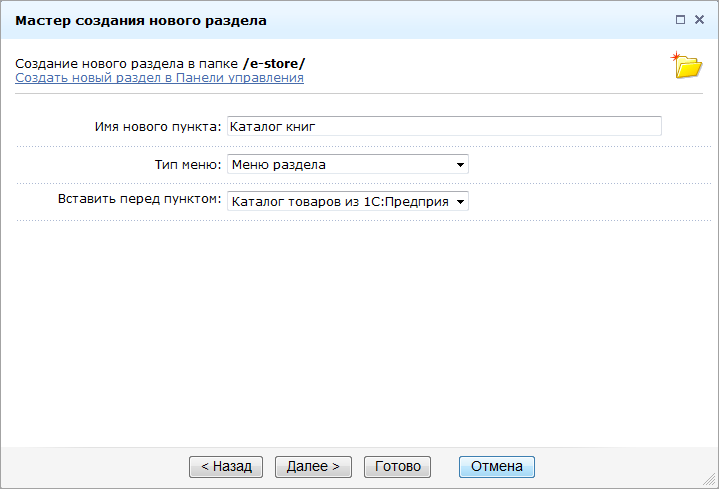 Мастер создания нового раздела
Создание нового раздела в папке /e-store/
Создать новый раздел в Панели управления
Имя нового пункта: Каталог книг
Тип меню: Меню раздела
Вставить перед пунктом: Каталог товаров из 1С:Предприя
< Назад Далее > Готово Отмена